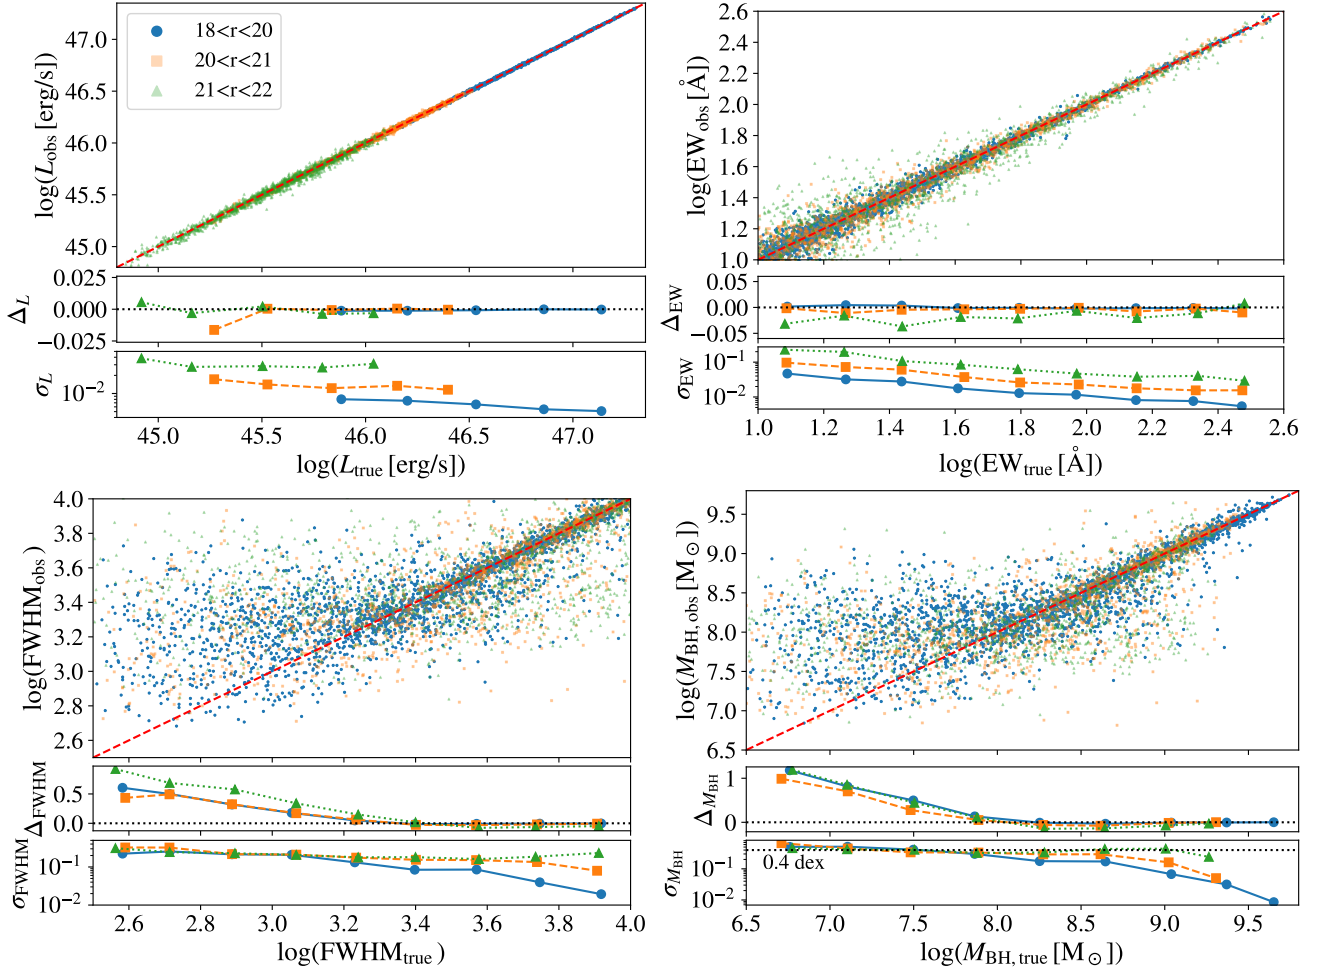 18<r<20
20<r<21
21<r<22
log(L_obs [erg/s])
47.0
46.5
46.0
45.5
45.0
Δ_L
0.025
0.000
−0.025
σ_L
10⁻²
45.0 45.5 46.0 46.5 47.0
log(L_true [erg/s])
log(EW_obs [Å])
2.6
2.4
2.2
2.0
1.8
1.6
1.4
1.2
1.0
Δ_EW
0.05
0.00
−0.05
σ_EW
10⁻¹
10⁻²
1.0 1.2 1.4 1.6 1.8 2.0 2.2 2.4 2.6
log(EW_true [Å])
log(FWHM_obs)
4.0
3.8
3.6
3.4
3.2
3.0
2.8
2.6
Δ_FWHM
0.5
0.0
σ_FWHM
10⁻¹
10⁻²
2.6 2.8 3.0 3.2 3.4 3.6 3.8 4.0
log(FWHM_true )
log(M_BH, obs [M_⊙])
9.5
9.0
8.5
8.0
7.5
7.0
6.5
Δ_M_BH
1
0
σ_M_BH
10⁻¹
10⁻²
0.4 dex
6.5 7.0 7.5 8.0 8.5 9.0 9.5
log(M_BH, true [M_⊙])